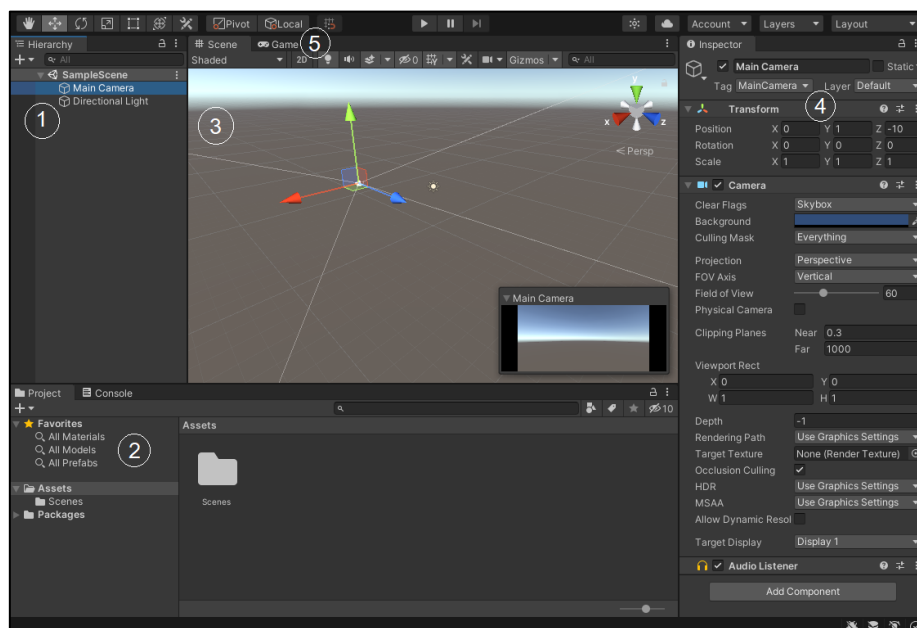 Pivot Local Account Layers Layout
Hierarchy Scene Game 5 Inspector
All Shaded 2D 0 Gizmos All Main Camera Static
SampleScene Tag MainCamera Layer Default
Main Camera
Directional Light
1
3
y
x z
Persp
4
Transform
Position X 0 Y 1 Z -10
Rotation X 0 Y 0 Z 0
Scale X 1 Y 1 Z 1
Camera
Clear Flags Skybox
Background
Culling Mask Everything
Projection Perspective
FOV Axis Vertical
Field of View 60
Physical Camera
Clipping Planes Near 0.3
Far 1000
Viewport Rect
X 0 Y 0
W 1 H 1
Depth -1
Rendering Path Use Graphics Settings
Target Texture None (Render Texture)
Occlusion Culling
HDR Use Graphics Settings
MSAA Use Graphics Settings
Allow Dynamic Resol
Target Display Display 1
Audio Listener
Add Component
Main Camera
Project Console
10
Favorites
All Materials
All Models
All Prefabs
2
Assets
Scenes
Packages
Assets
Scenes